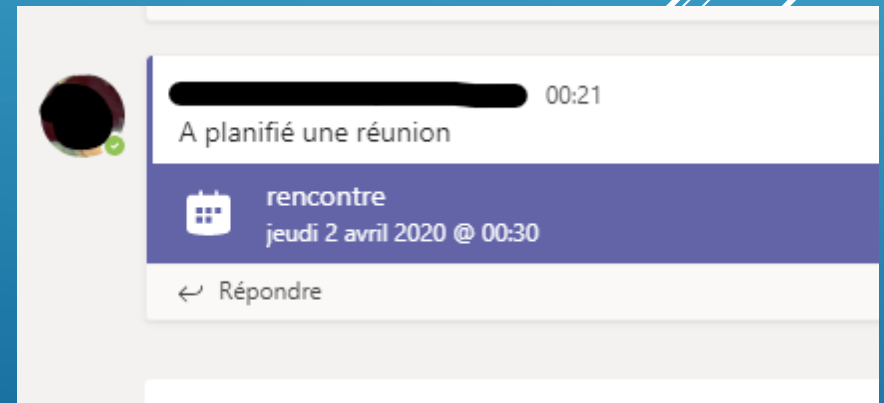 00:21
A planifié une réunion
rencontre
jeudi 2 avril 2020 @ 00:30
Répondre